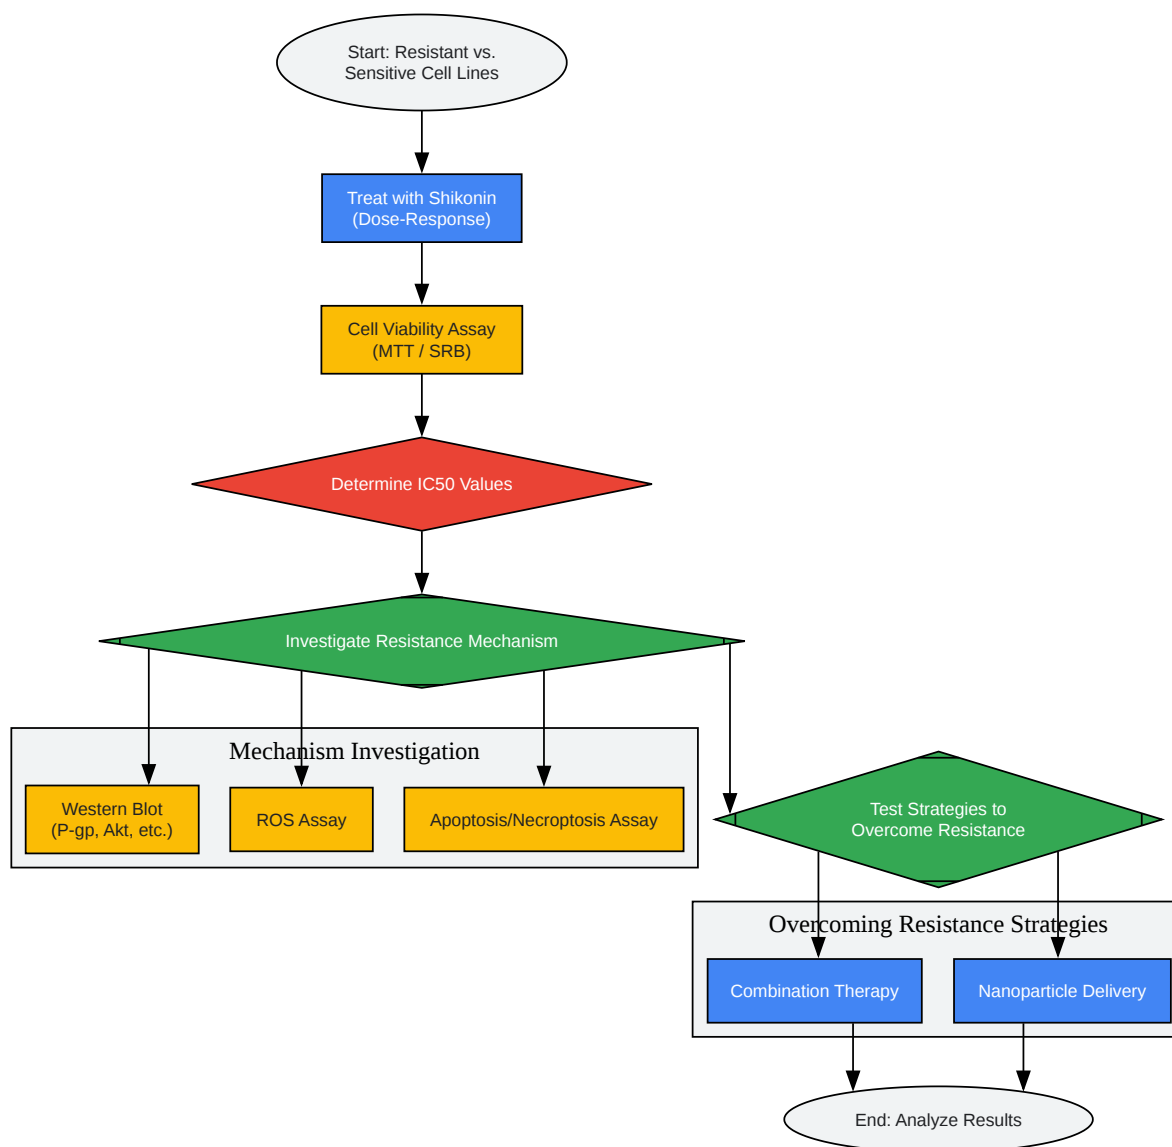 Start: Resistant vs.
Sensitive Cell Lines
Treat with Shikonin
(Dose-Response)
Cell Viability Assay
(MTT / SRB)
Determine IC50 Values
Investigate Resistance Mechanism
Mechanism Investigation
Western Blot
(P-gp, Akt, etc.)
ROS Assay
Apoptosis/Necroptosis Assay
Test Strategies to
Overcome Resistance
Overcoming Resistance Strategies
Combination Therapy
Nanoparticle Delivery
End: Analyze Results